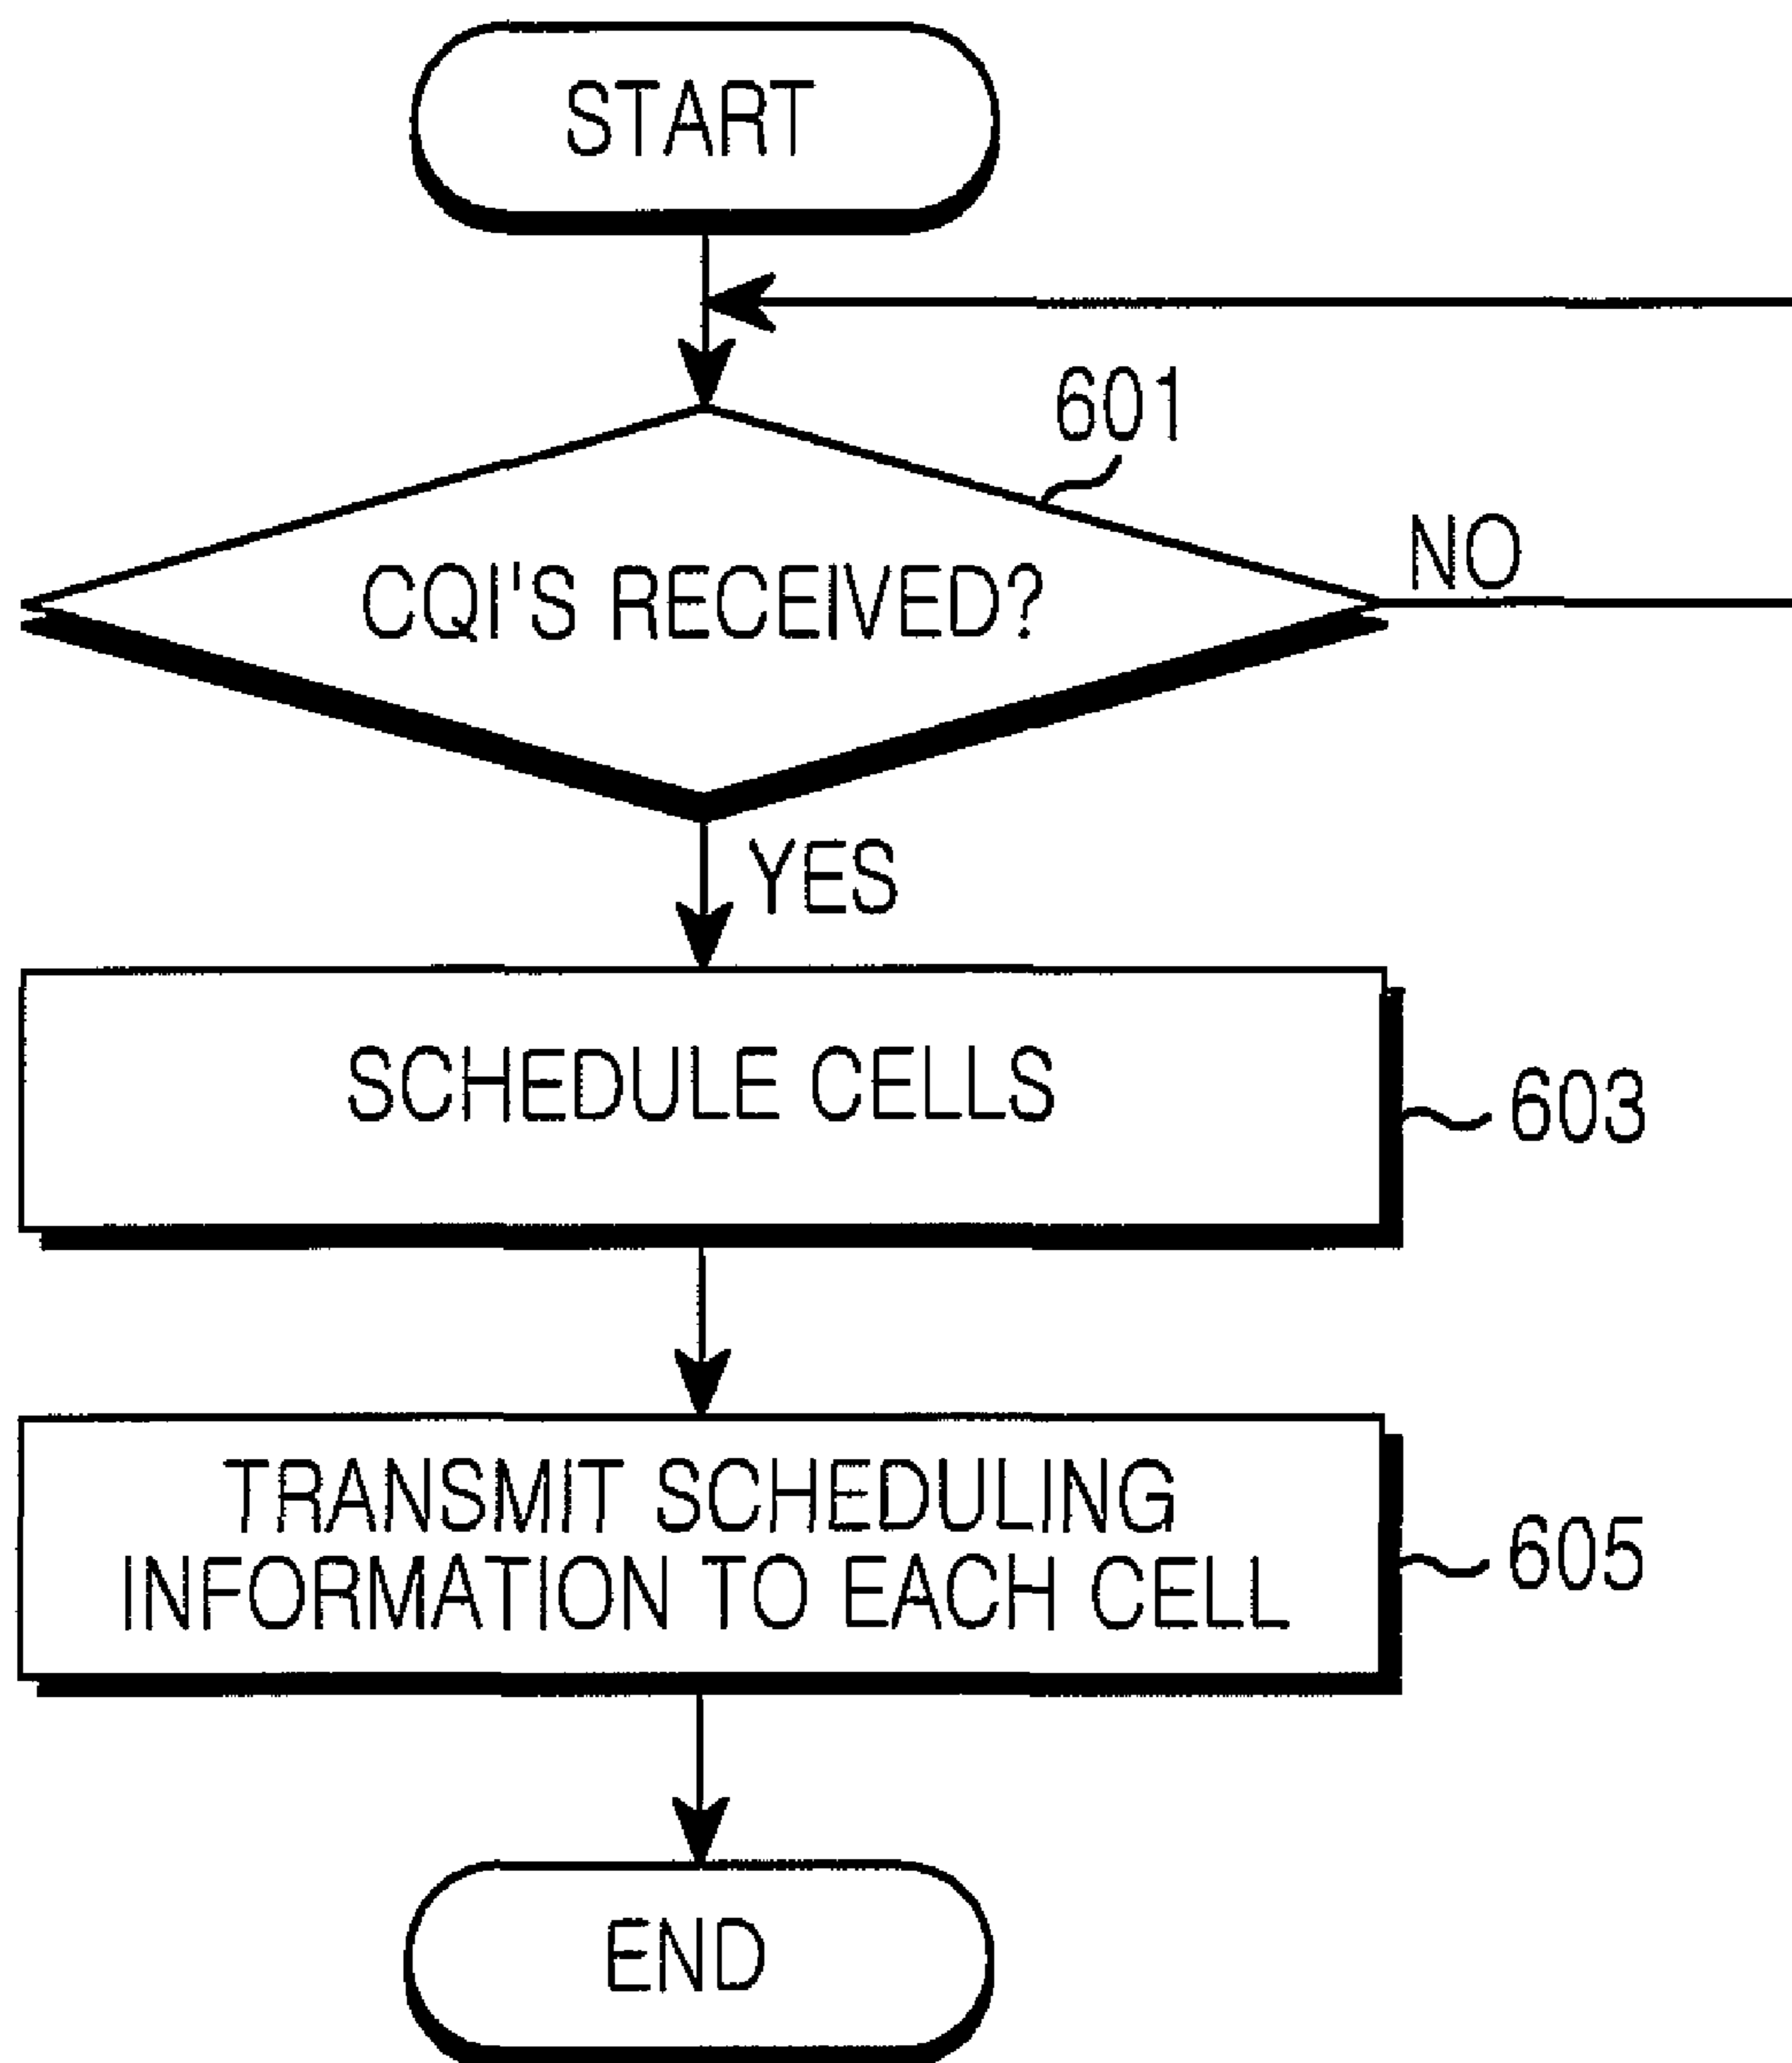 START
601
CQI'S RECEIVED?
NO
YES
SCHEDULE CELLS
603
TRANSMIT SCHEDULING
INFORMATION TO EACH CELL
605
END